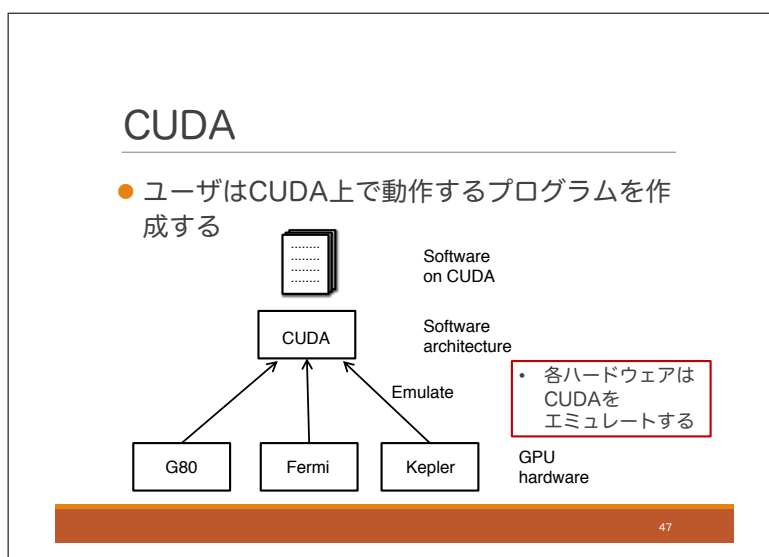 CUDA
● ユーザはCUDA上で動作するプログラムを作
成する
........
........
........
........
Software
on CUDA
CUDA
Software
architecture
Emulate
• 各ハードウェアは
CUDAを
エミュレートする
G80
Fermi
Kepler
GPU
hardware
47